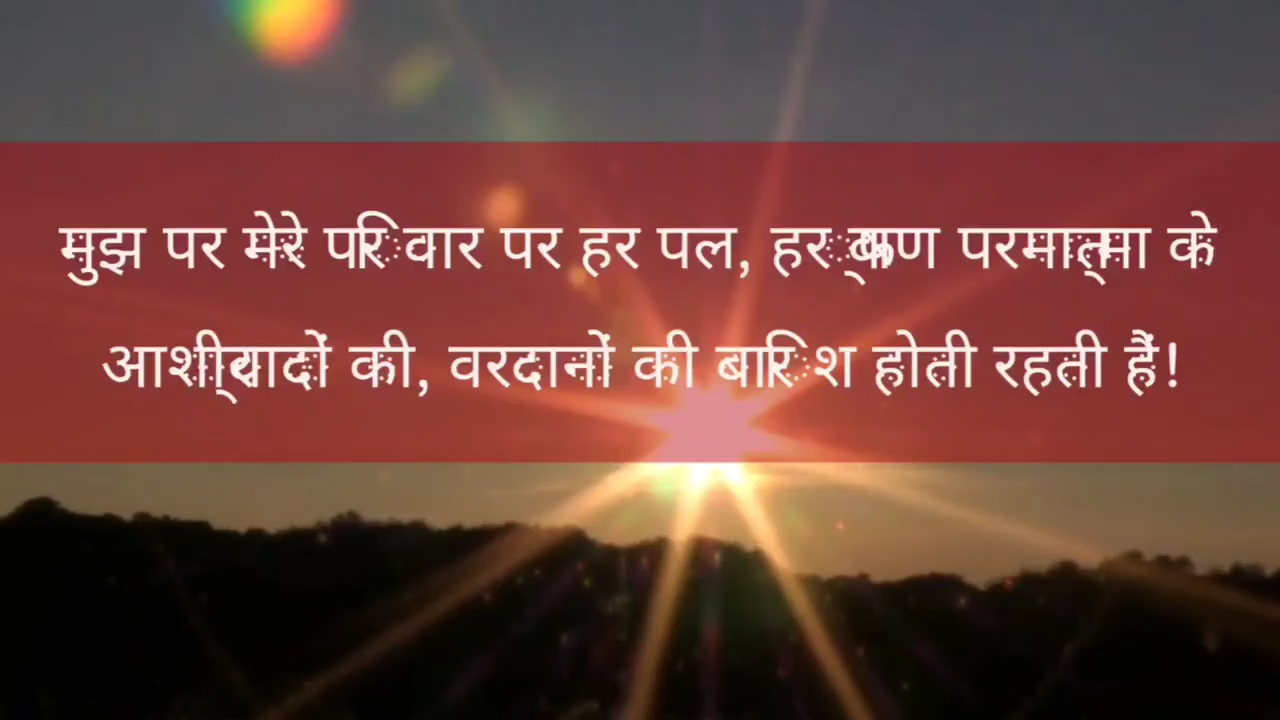 मुझ पर मेरे परिवार पर हर पल, हर क्षण परमात्मा के
आशीर्वादों की, वरदानों की बारिश होती रहती हैं!